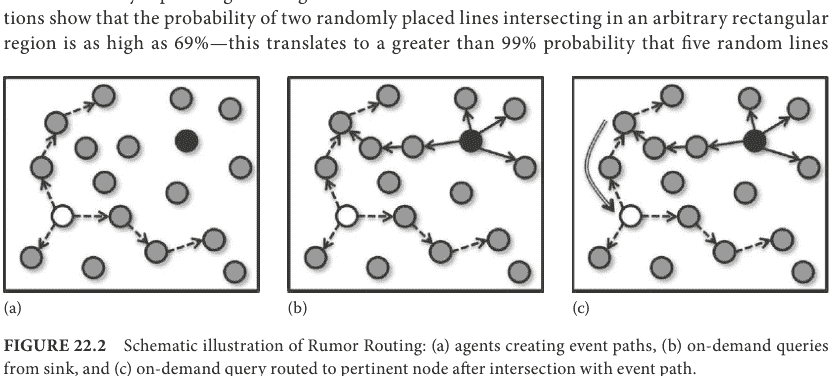 tions show that the probability of two randomly placed lines intersecting in an arbitrary rectangular
region is as high as 69%—this translates to a greater than 99% probability that five random lines
(a)
(b)
(c)
FIGURE 22.2 Schematic illustration of Rumor Routing: (a) agents creating event paths, (b) on-demand queries
from sink, and (c) on-demand query routed to pertinent node after intersection with event path.